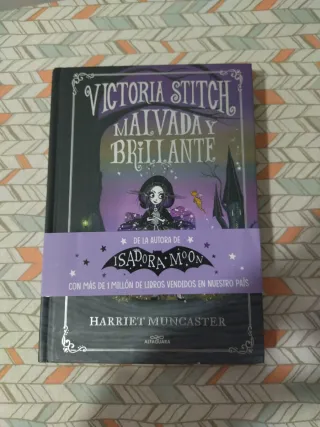 VICTORIA STITCH
MALVADA Y
BRILLANTE
DE LA AUTORA DE
ISADORA MOON
CON MÁS DE 1 MILLÓN DE LIBROS VENDIDOS EN NUESTRO PAÍS
HARRIET MUNCASTER
ALFAGUARA